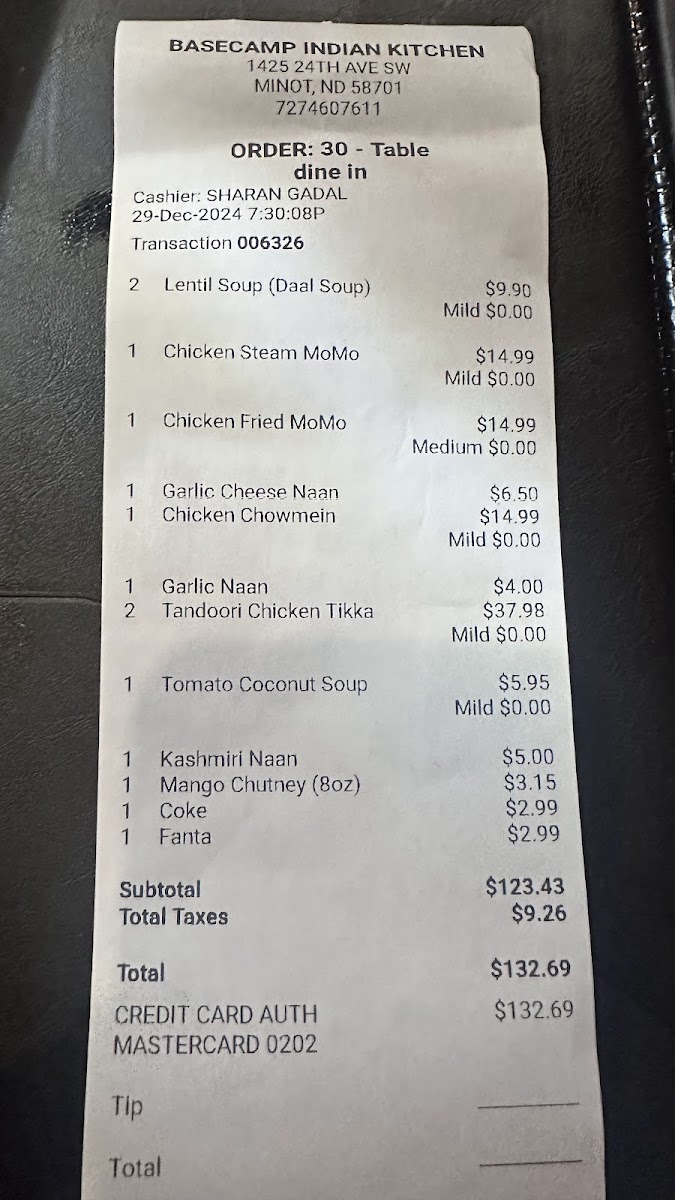 BASECAMP INDIAN KITCHEN
1425 24TH AVE SW
MINOT, ND 58701
7274607611
ORDER: 30 - Table
dine in
Cashier: SHARAN GADAL
29-Dec-2024 7:30:08P
Transaction 006326
2 Lentil Soup (Daal Soup) $9.90
Mild $0.00
1 Chicken Steam MoMo $14.99
Mild $0.00
1 Chicken Fried MoMo $14.99
Medium $0.00
1 Garlic Cheese Naan $6.50
1 Chicken Chowmein $14.99
Mild $0.00
1 Garlic Naan $4.00
2 Tandoori Chicken Tikka $37.98
Mild $0.00
1 Tomato Coconut Soup $5.95
Mild $0.00
1 Kashmiri Naan $5.00
1 Mango Chutney (8oz) $3.15
1 Coke $2.99
1 Fanta $2.99
Subtotal $123.43
Total Taxes $9.26
Total $132.69
CREDIT CARD AUTH $132.69
MASTERCARD 0202
Tip
Total